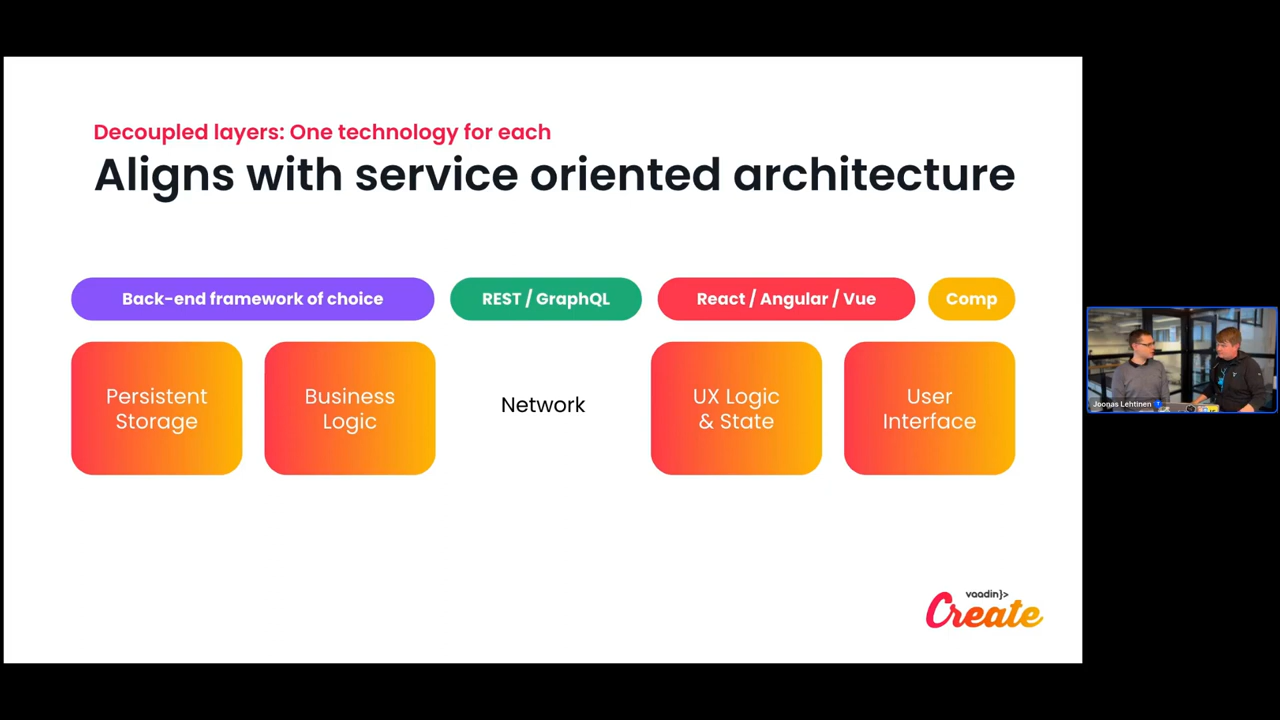 Decoupled layers: One technology for each
Aligns with service oriented architecture
Back-end framework of choice
REST / GraphQL
React / Angular / Vue
Comp
Persistent
Storage
Business
Logic
Network
UX Logic
& State
User
Interface
Joonas Lehtinen
vaadin}>
Create